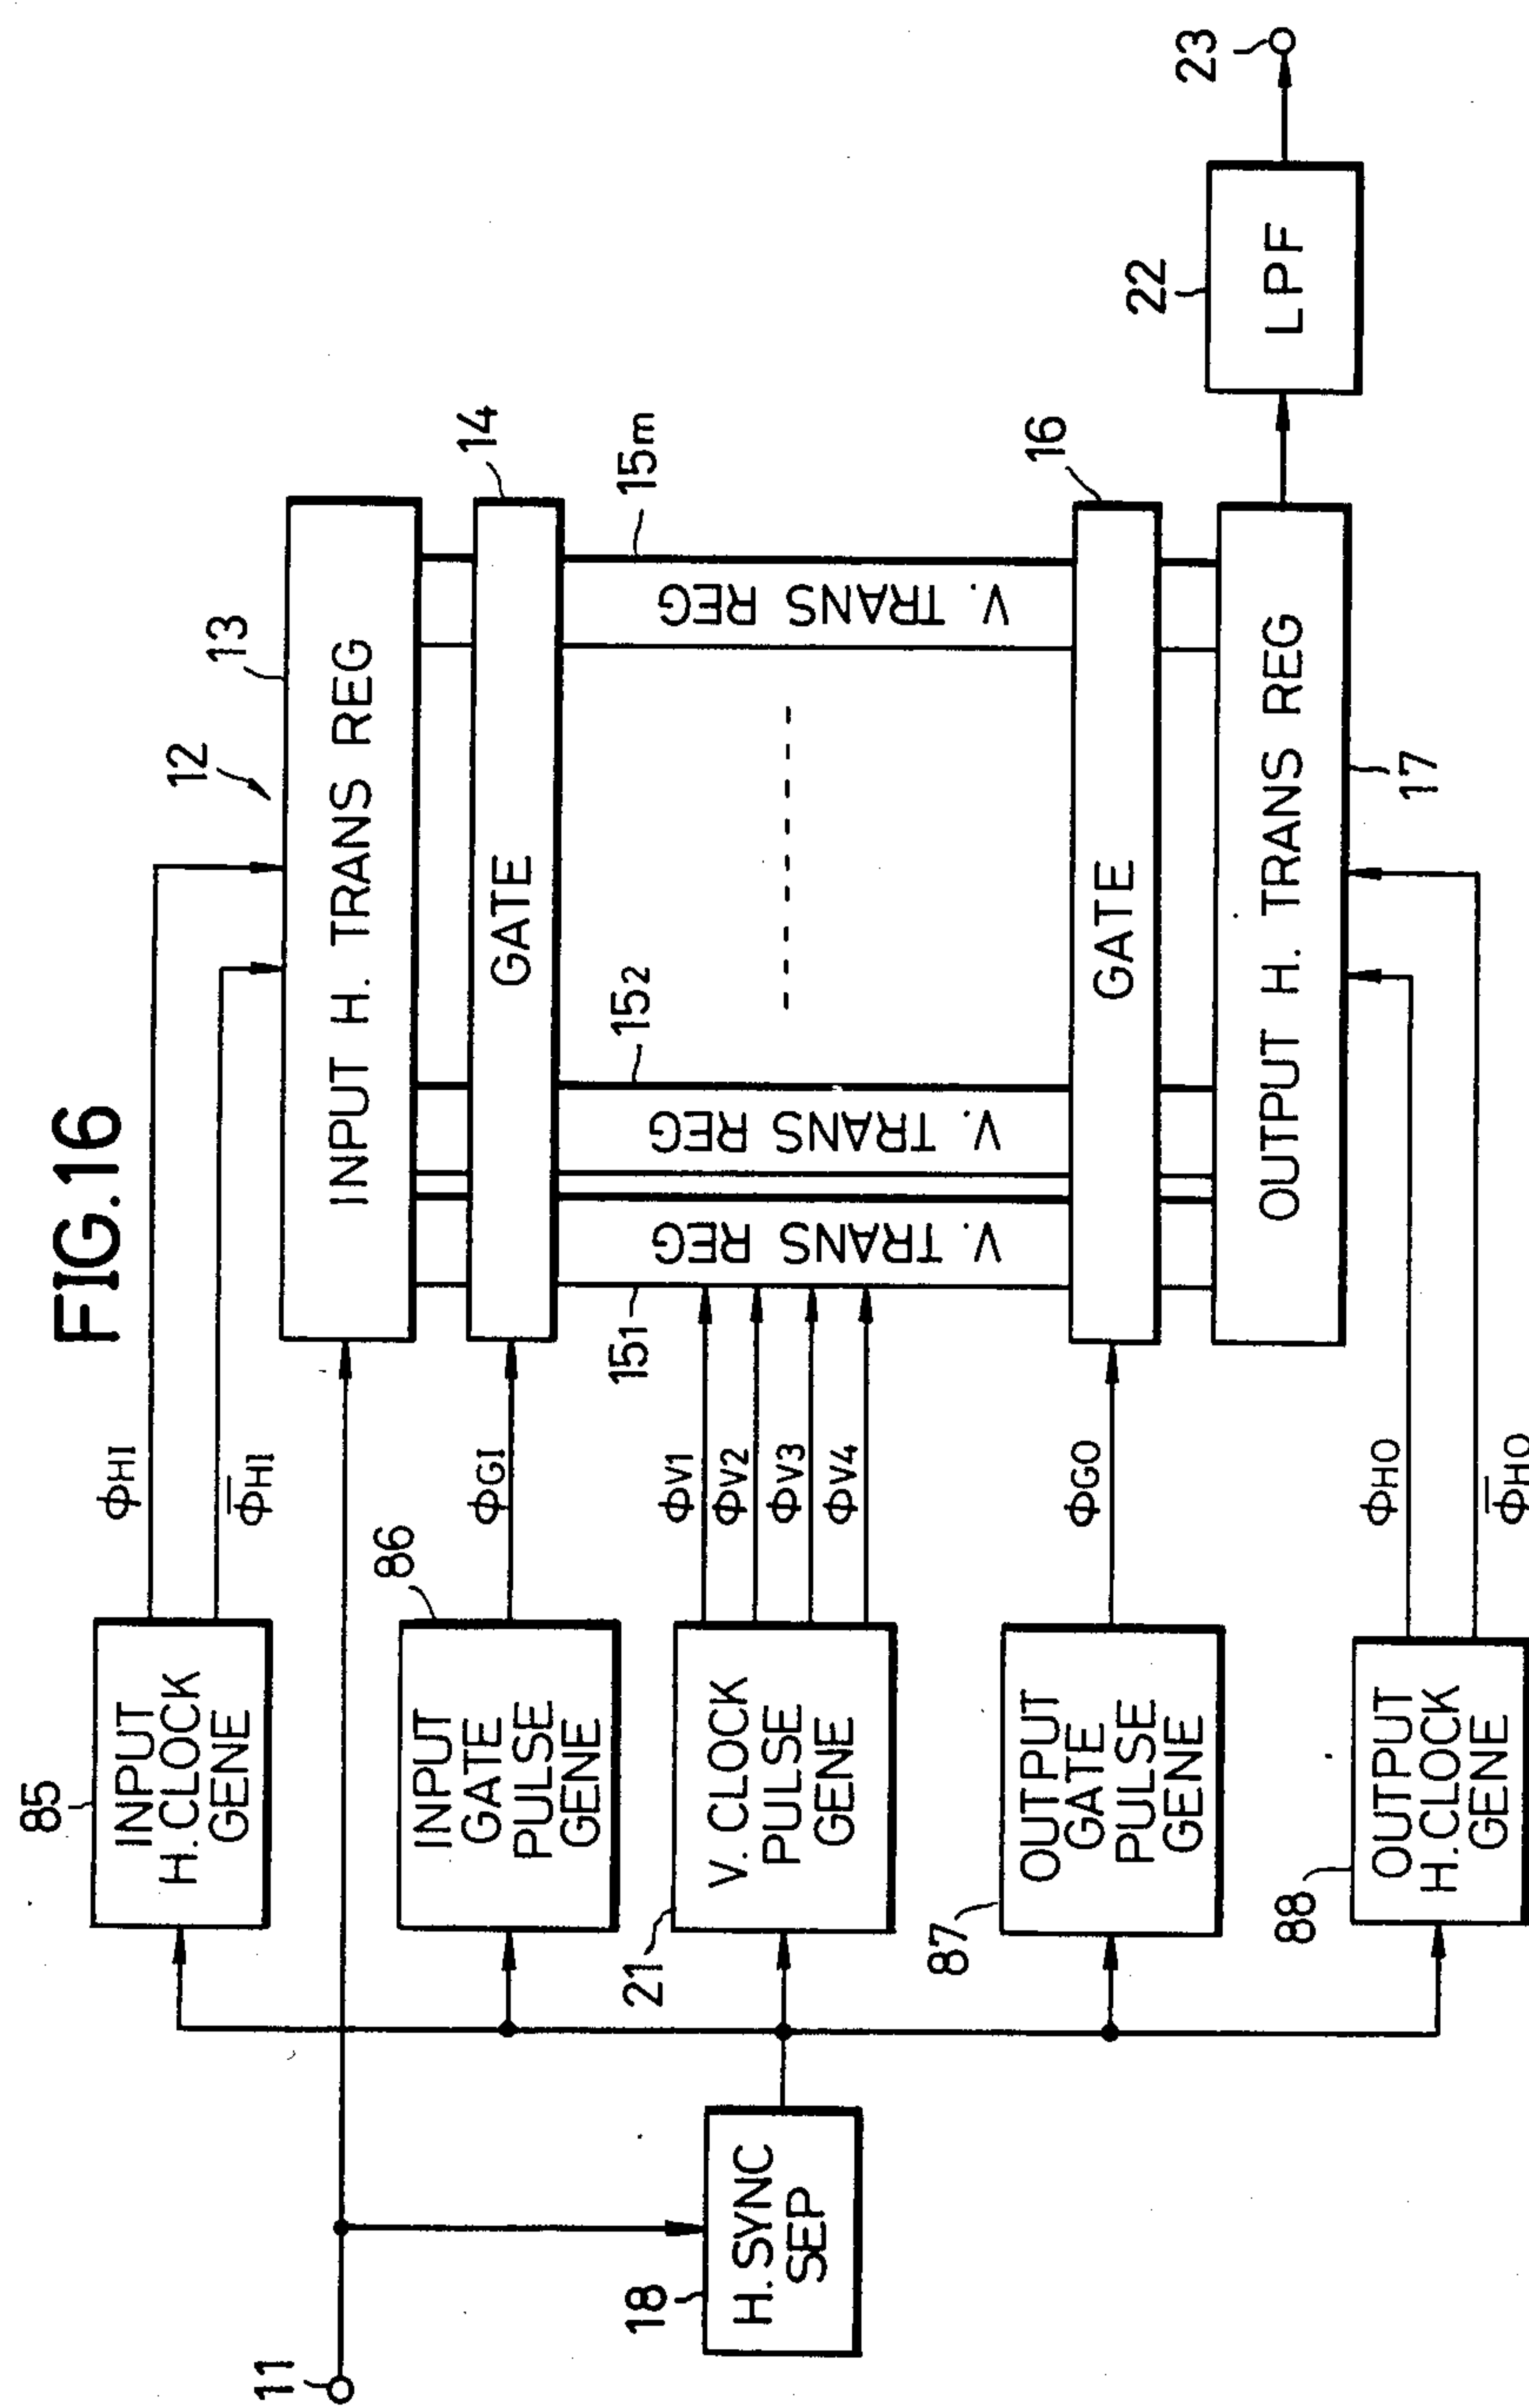 FIG.16
11
18
H.SYNC
SEP
85
INPUT
H.CLOCK
GENE
ΦHI
Φ̅HI
86
INPUT
GATE
PULSE
GENE
ΦGI
21
V.CLOCK
PULSE
GENE
ΦV1
ΦV2
ΦV3
ΦV4
87
OUTPUT
GATE
PULSE
GENE
ΦGO
88
OUTPUT
H.CLOCK
GENE
ΦHO
Φ̅HO
12
13
INPUT H. TRANS REG
14
GATE
151
V. TRANS REG
152
V. TRANS REG
15m
V. TRANS REG
16
GATE
OUTPUT H. TRANS REG
17
22
LPF
23